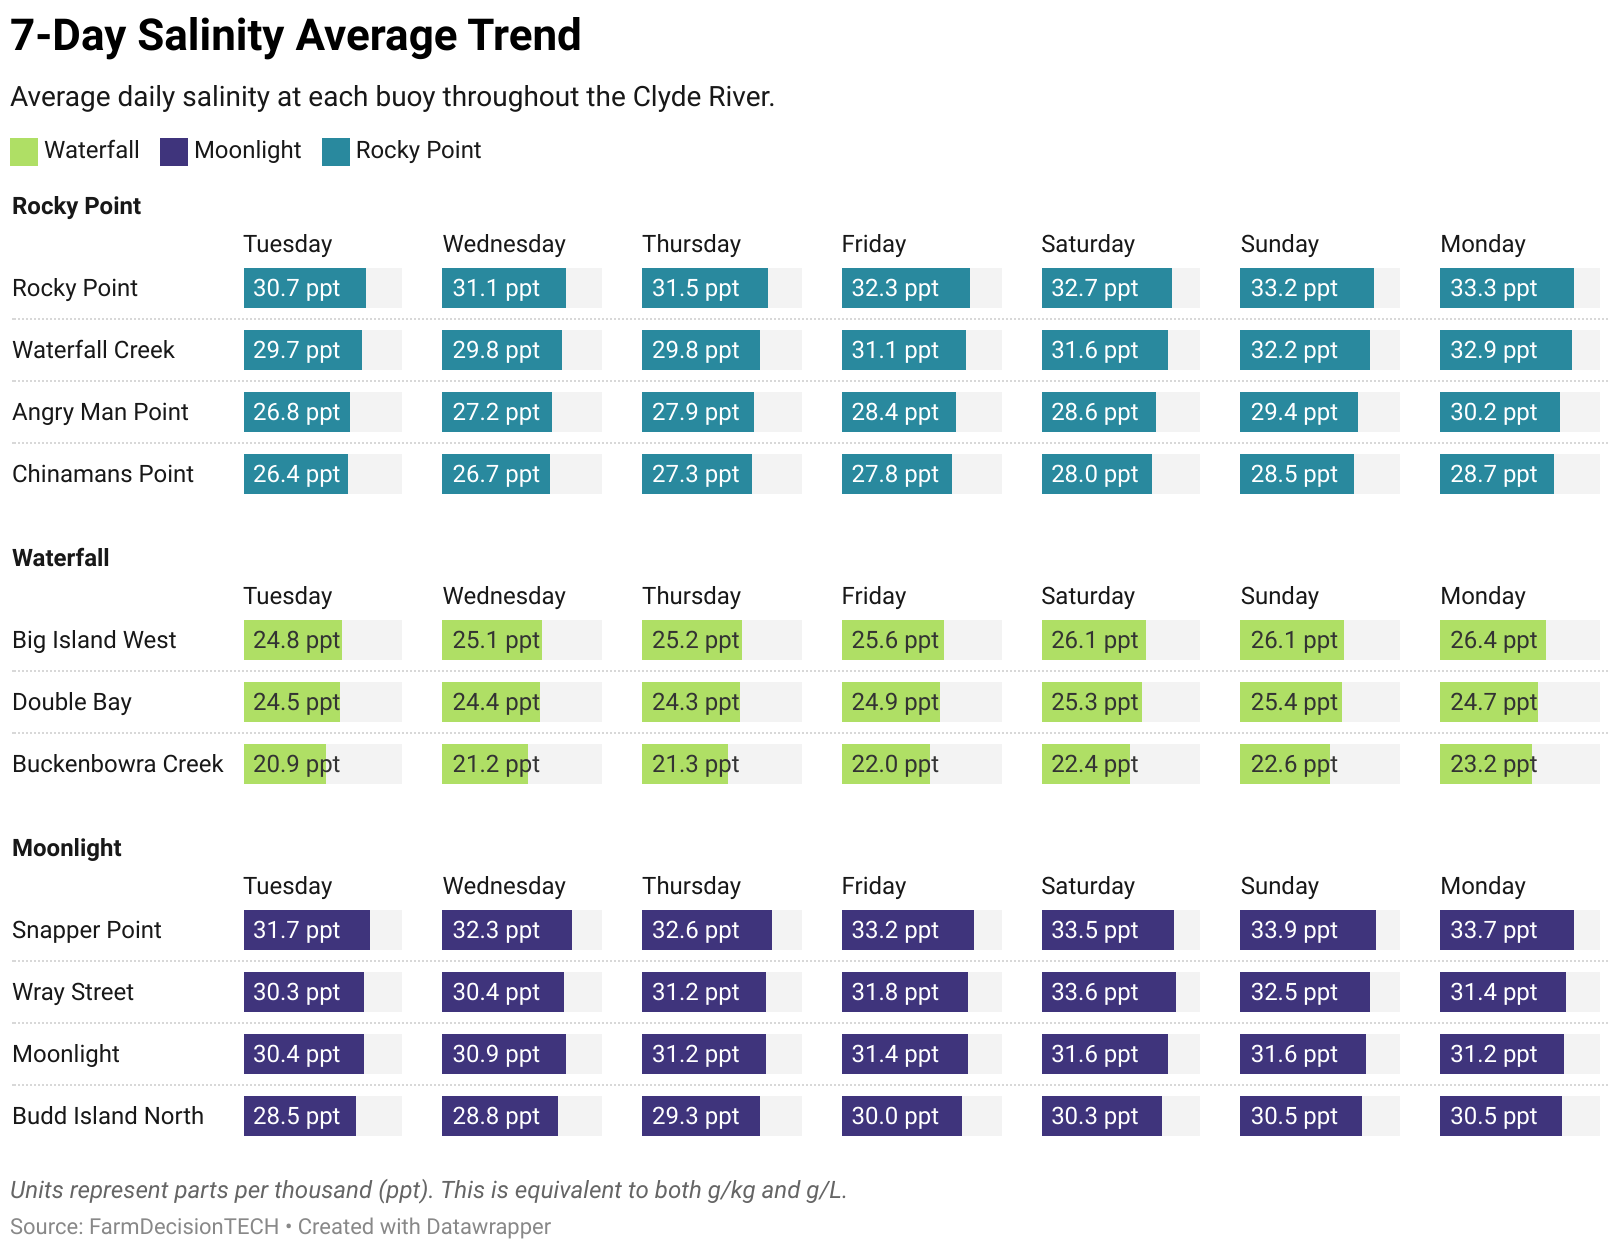 7-Day Salinity Average Trend
Average daily salinity at each buoy throughout the Clyde River.
Waterfall Moonlight Rocky Point
Rocky Point
Tuesday Wednesday Thursday Friday Saturday Sunday Monday
Rocky Point 30.7 ppt 31.1 ppt 31.5 ppt 32.3 ppt 32.7 ppt 33.2 ppt 33.3 ppt
Waterfall Creek 29.7 ppt 29.8 ppt 29.8 ppt 31.1 ppt 31.6 ppt 32.2 ppt 32.9 ppt
Angry Man Point 26.8 ppt 27.2 ppt 27.9 ppt 28.4 ppt 28.6 ppt 29.4 ppt 30.2 ppt
Chinamans Point 26.4 ppt 26.7 ppt 27.3 ppt 27.8 ppt 28.0 ppt 28.5 ppt 28.7 ppt
Waterfall
Tuesday Wednesday Thursday Friday Saturday Sunday Monday
Big Island West 24.8 ppt 25.1 ppt 25.2 ppt 25.6 ppt 26.1 ppt 26.1 ppt 26.4 ppt
Double Bay 24.5 ppt 24.4 ppt 24.3 ppt 24.9 ppt 25.3 ppt 25.4 ppt 24.7 ppt
Buckenbowra Creek 20.9 ppt 21.2 ppt 21.3 ppt 22.0 ppt 22.4 ppt 22.6 ppt 23.2 ppt
Moonlight
Tuesday Wednesday Thursday Friday Saturday Sunday Monday
Snapper Point 31.7 ppt 32.3 ppt 32.6 ppt 33.2 ppt 33.5 ppt 33.9 ppt 33.7 ppt
Wray Street 30.3 ppt 30.4 ppt 31.2 ppt 31.8 ppt 33.6 ppt 32.5 ppt 31.4 ppt
Moonlight 30.4 ppt 30.9 ppt 31.2 ppt 31.4 ppt 31.6 ppt 31.6 ppt 31.2 ppt
Budd Island North 28.5 ppt 28.8 ppt 29.3 ppt 30.0 ppt 30.3 ppt 30.5 ppt 30.5 ppt
Units represent parts per thousand (ppt). This is equivalent to both g/kg and g/L.
Source: FarmDecisionTECH • Created with Datawrapper